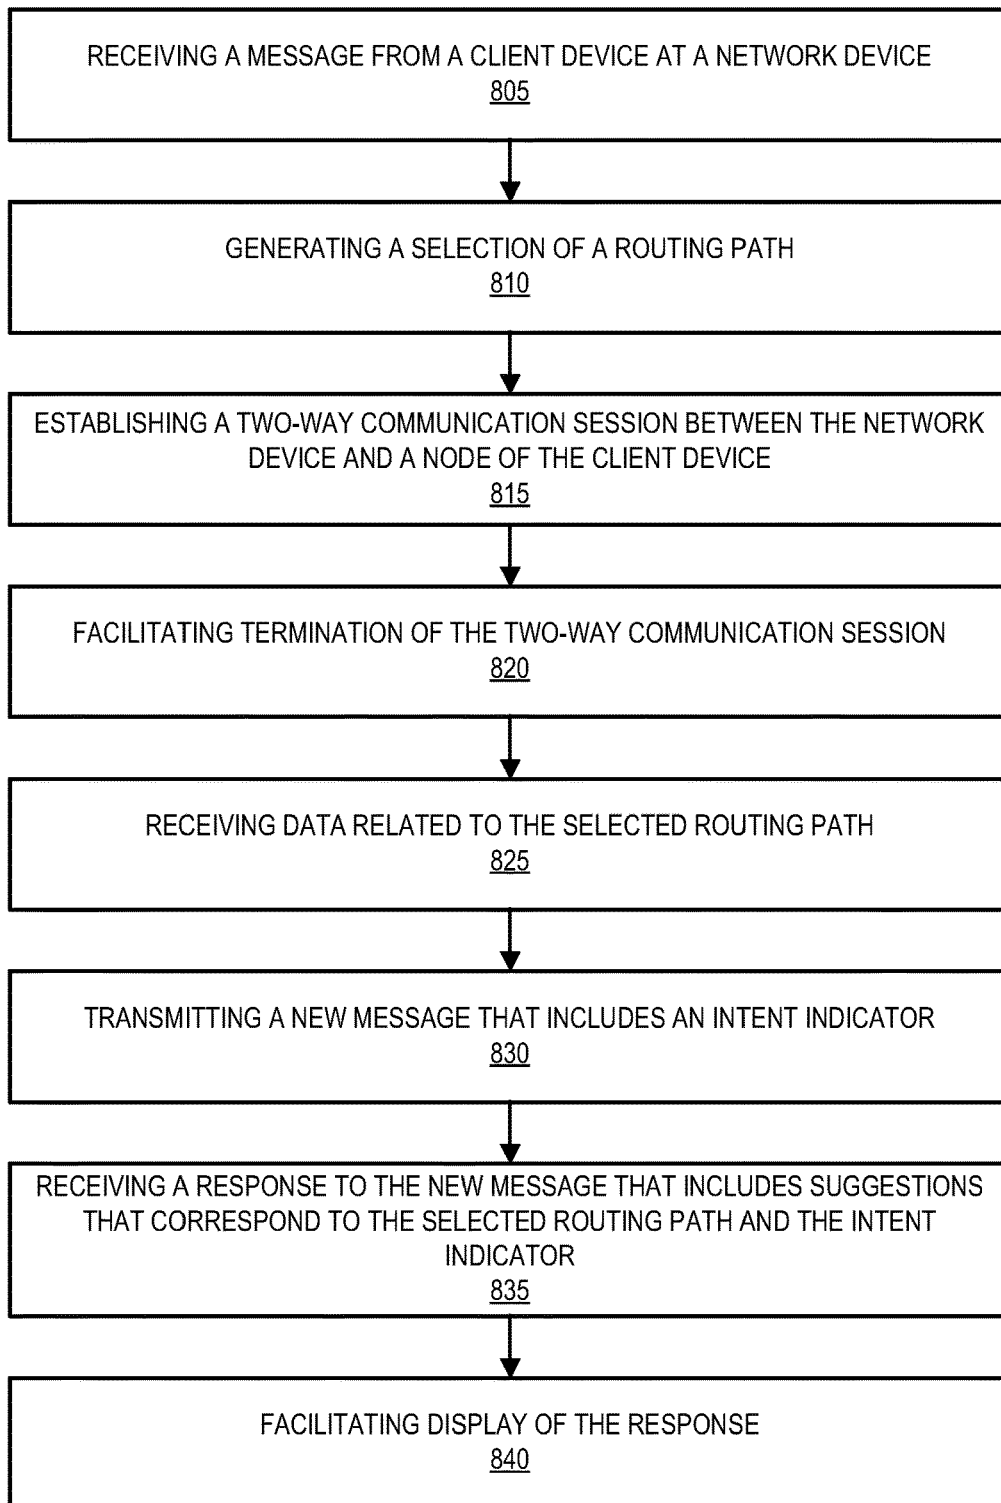 RECEIVING A MESSAGE FROM A CLIENT DEVICE AT A NETWORK DEVICE
805
GENERATING A SELECTION OF A ROUTING PATH
810
ESTABLISHING A TWO-WAY COMMUNICATION SESSION BETWEEN THE NETWORK
DEVICE AND A NODE OF THE CLIENT DEVICE
815
FACILITATING TERMINATION OF THE TWO-WAY COMMUNICATION SESSION
820
RECEIVING DATA RELATED TO THE SELECTED ROUTING PATH
825
TRANSMITTING A NEW MESSAGE THAT INCLUDES AN INTENT INDICATOR
830
RECEIVING A RESPONSE TO THE NEW MESSAGE THAT INCLUDES SUGGESTIONS
THAT CORRESPOND TO THE SELECTED ROUTING PATH AND THE INTENT
INDICATOR
835
FACILITATING DISPLAY OF THE RESPONSE
840